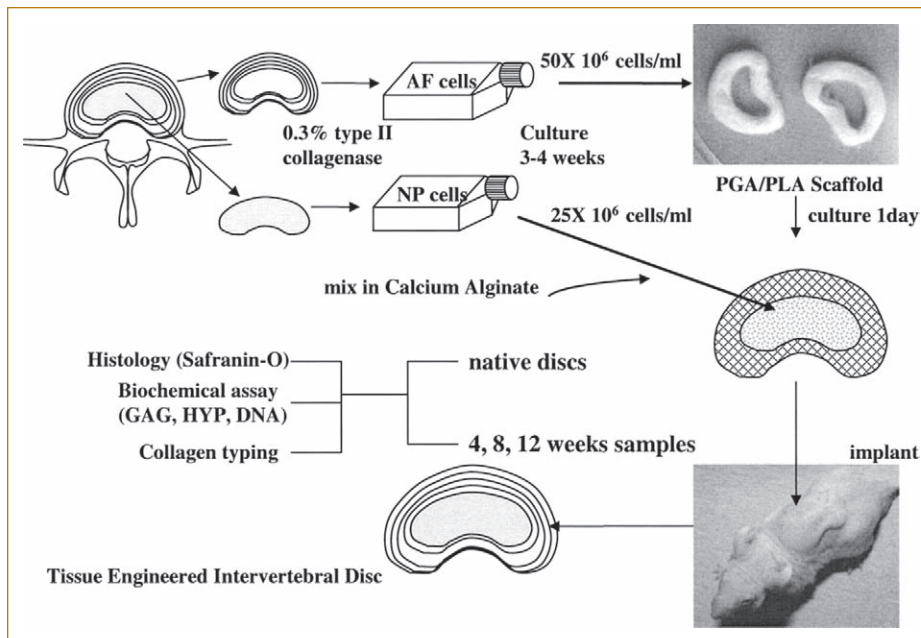 AF cells
50X 10⁶ cells/ml
0.3% type II
collagenase
Culture
3-4 weeks
NP cells
25X 10⁶ cells/ml
PGA/PLA Scaffold
culture 1day
mix in Calcium Alginate
Histology (Safranin-O)
Biochemical assay
(GAG, HYP, DNA)
Collagen typing
native discs
4, 8, 12 weeks samples
implant
Tissue Engineered Intervertebral Disc